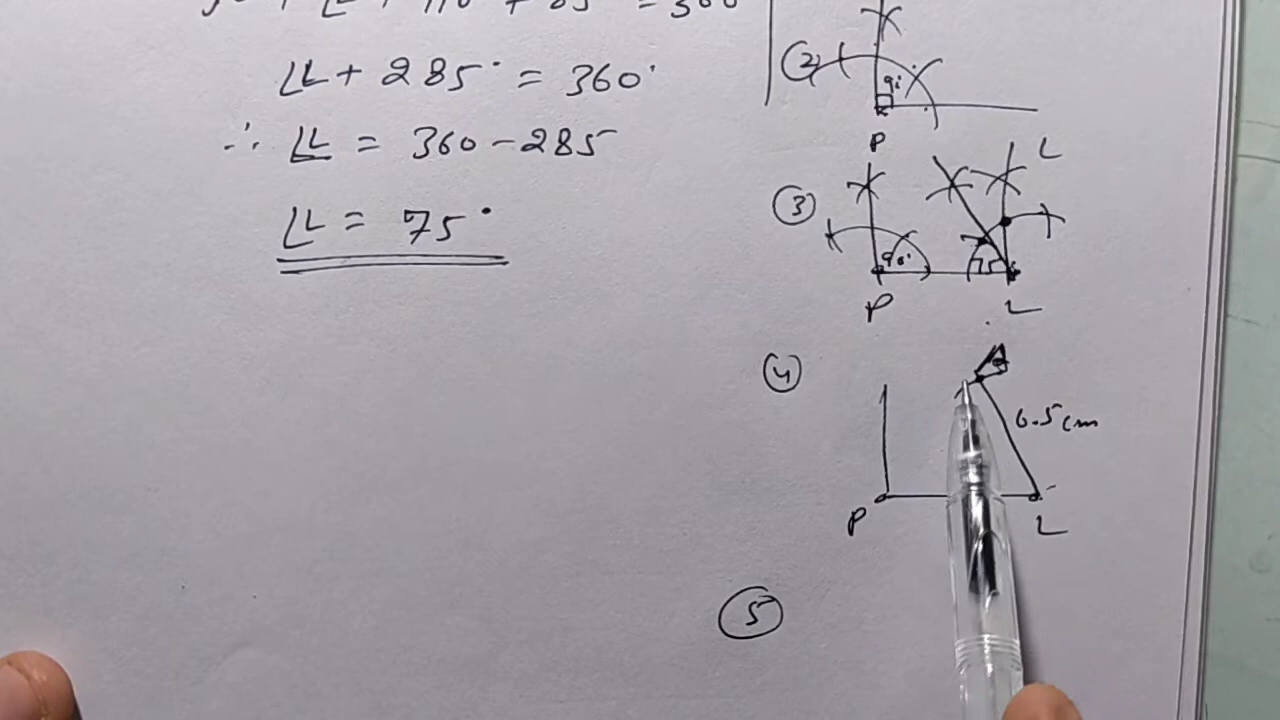 ∠L + 285° = 360°
∴ ∠L = 360 - 285
∠L = 75°
2
90°
P
3
L
90°
75
P
L
4
6.5 cm
P
L
5